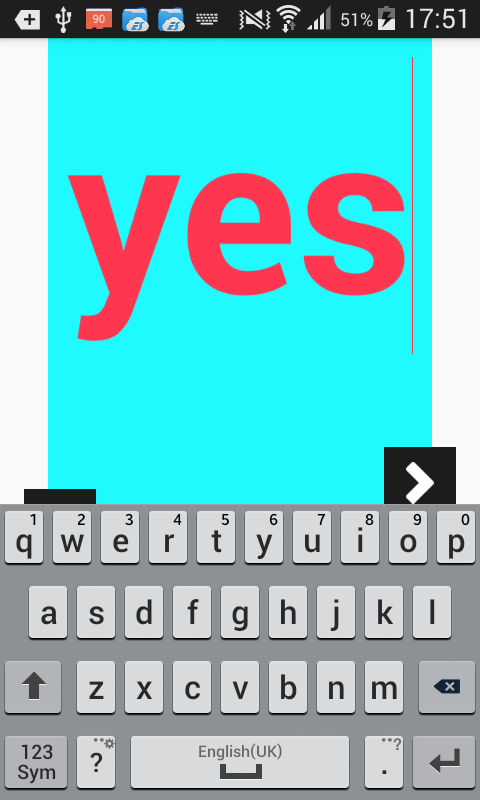 90
51% 17:51
yes
1 2 3 4 5 6 7 8 9 0
q w e r t y u i o p
a s d f g h j k l
z x c v b n m
123
Sym ? English(UK) . ?